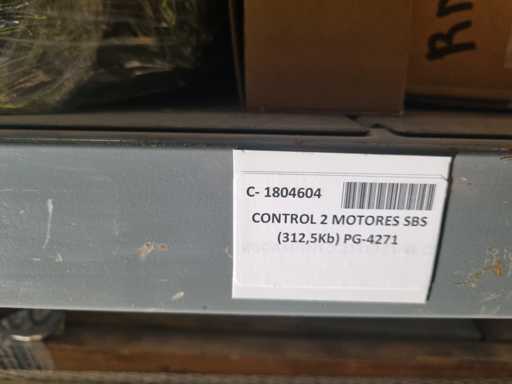 C- 1804604
CONTROL 2 MOTORES SBS
(312,5Kb) PG-4271